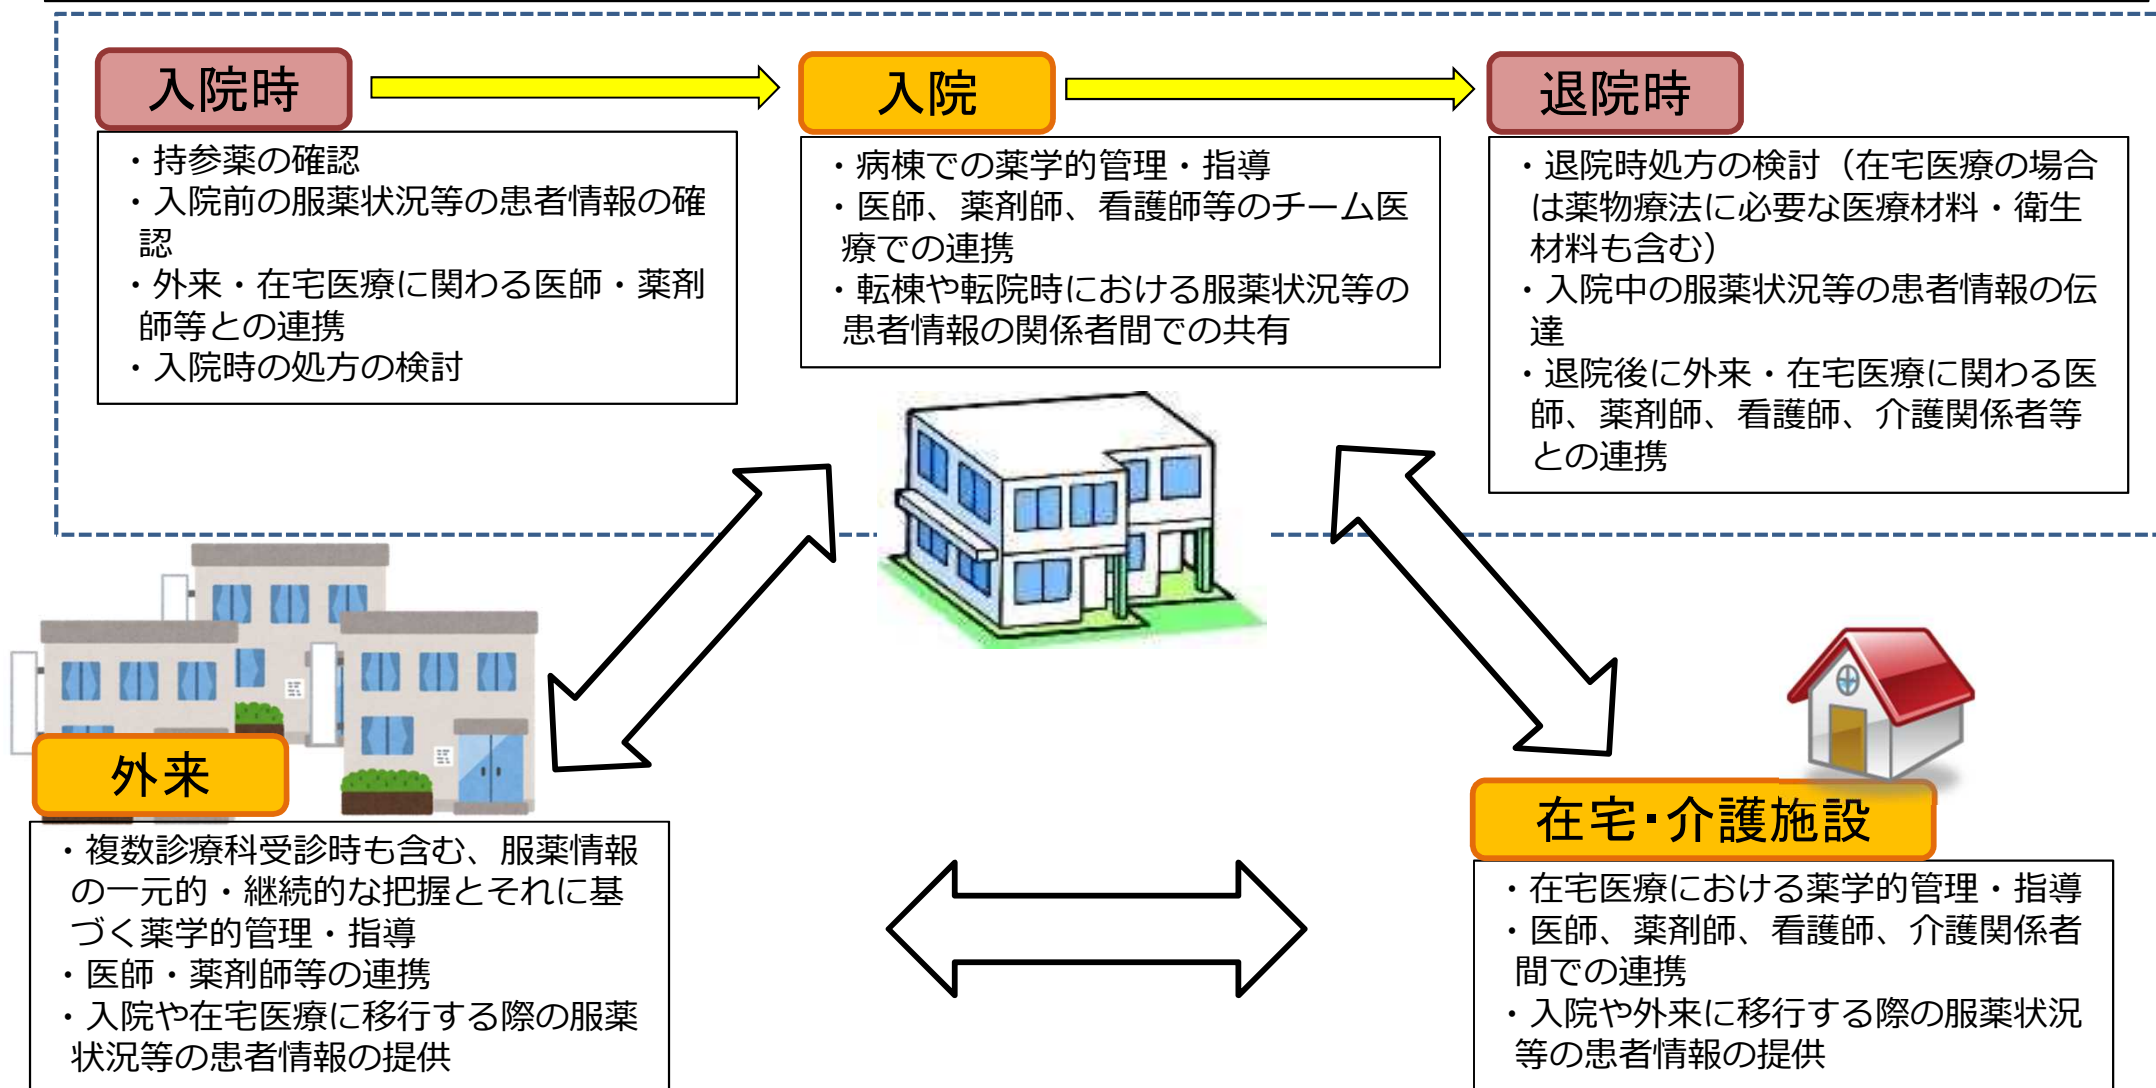 入院時
・持参薬の確認
・入院前の服薬状況等の患者情報の確
認
・外来・在宅医療に関わる医師・薬剤
師等との連携
・入院時の処方の検討
入院
・病棟での薬学的管理・指導
・医師、薬剤師、看護師等のチーム医
療での連携
・転棟や転院時における服薬状況等の
患者情報の関係者間での共有
退院時
・退院時処方の検討（在宅医療の場合
は薬物療法に必要な医療材料・衛生
材料も含む）
・入院中の服薬状況等の患者情報の伝
達
・退院後に外来・在宅医療に関わる医
師、薬剤師、看護師、介護関係者等
との連携
外来
・複数診療科受診時も含む、服薬情報
の一元的・継続的な把握とそれに基
づく薬学的管理・指導
・医師・薬剤師等の連携
・入院や在宅医療に移行する際の服薬
状況等の患者情報の提供
在宅・介護施設
・在宅医療における薬学的管理・指導
・医師、薬剤師、看護師、介護関係者
間での連携
・入院や外来に移行する際の服薬状況
等の患者情報の提供